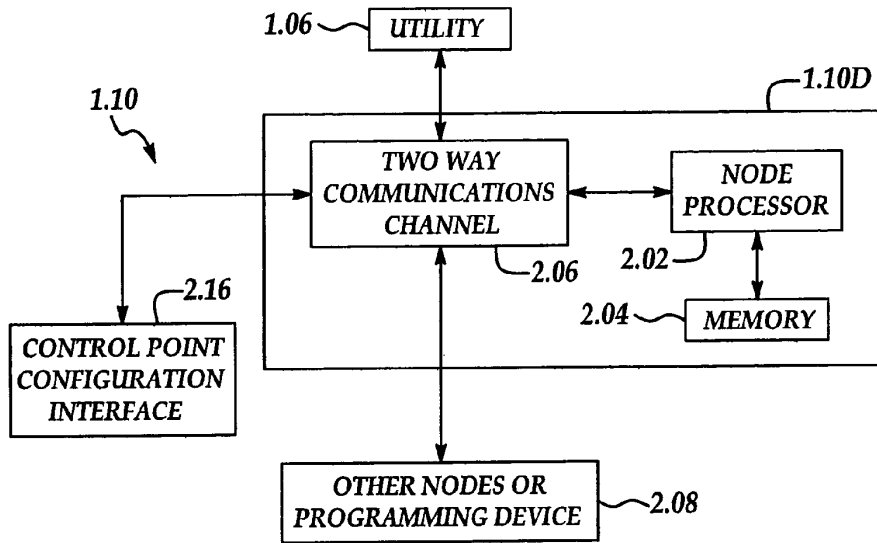 1.06
UTILITY
1.10
1.10D
TWO WAY
COMMUNICATIONS
CHANNEL
NODE
PROCESSOR
2.06
2.02
2.16
2.04
MEMORY
CONTROL POINT
CONFIGURATION
INTERFACE
OTHER NODES OR
PROGRAMMING DEVICE
2.08